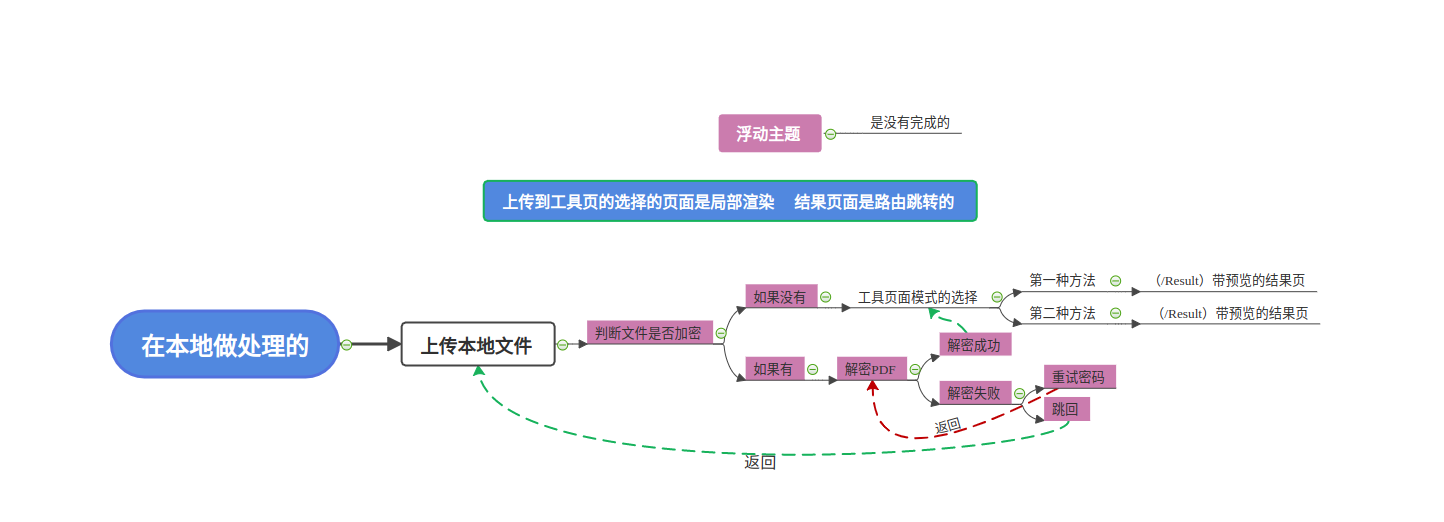 浮动主题
是没有完成的
上传到工具页的选择的页面是局部渲染 结果页面是路由跳转的
在本地做处理的
上传本地文件
判断文件是否加密
如果没有
工具页面模式的选择
第一种方法
（/Result）带预览的结果页
第二种方法
（/Result）带预览的结果页
如果有
解密PDF
解密成功
解密失败
重试密码
跳回
返回
返回